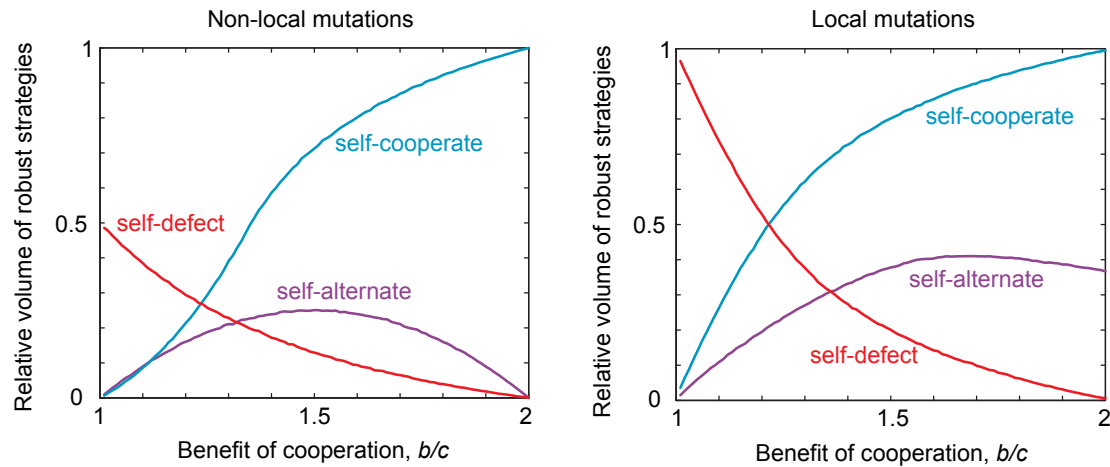 Non-local mutations
Relative volume of robust strategies
1
0.5
0
self-cooperate
self-defect
self-alternate
1
1.5
2
Benefit of cooperation, b/c
Local mutations
Relative volume of robust strategies
1
0.5
0
self-cooperate
self-alternate
self-defect
1
1.5
2
Benefit of cooperation, b/c